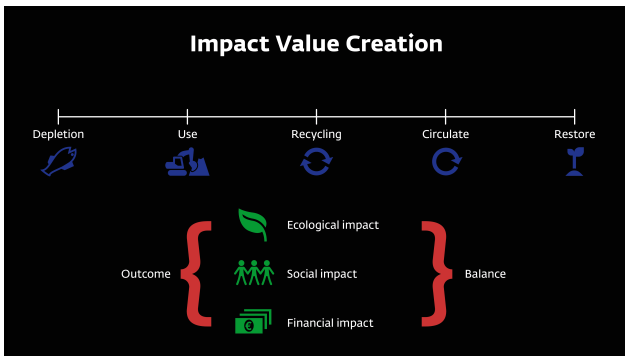 Impact Value Creation
Depletion
Use
Recycling
Circulate
Restore
Ecological impact
Outcome
Social impact
Balance
Financial impact
€